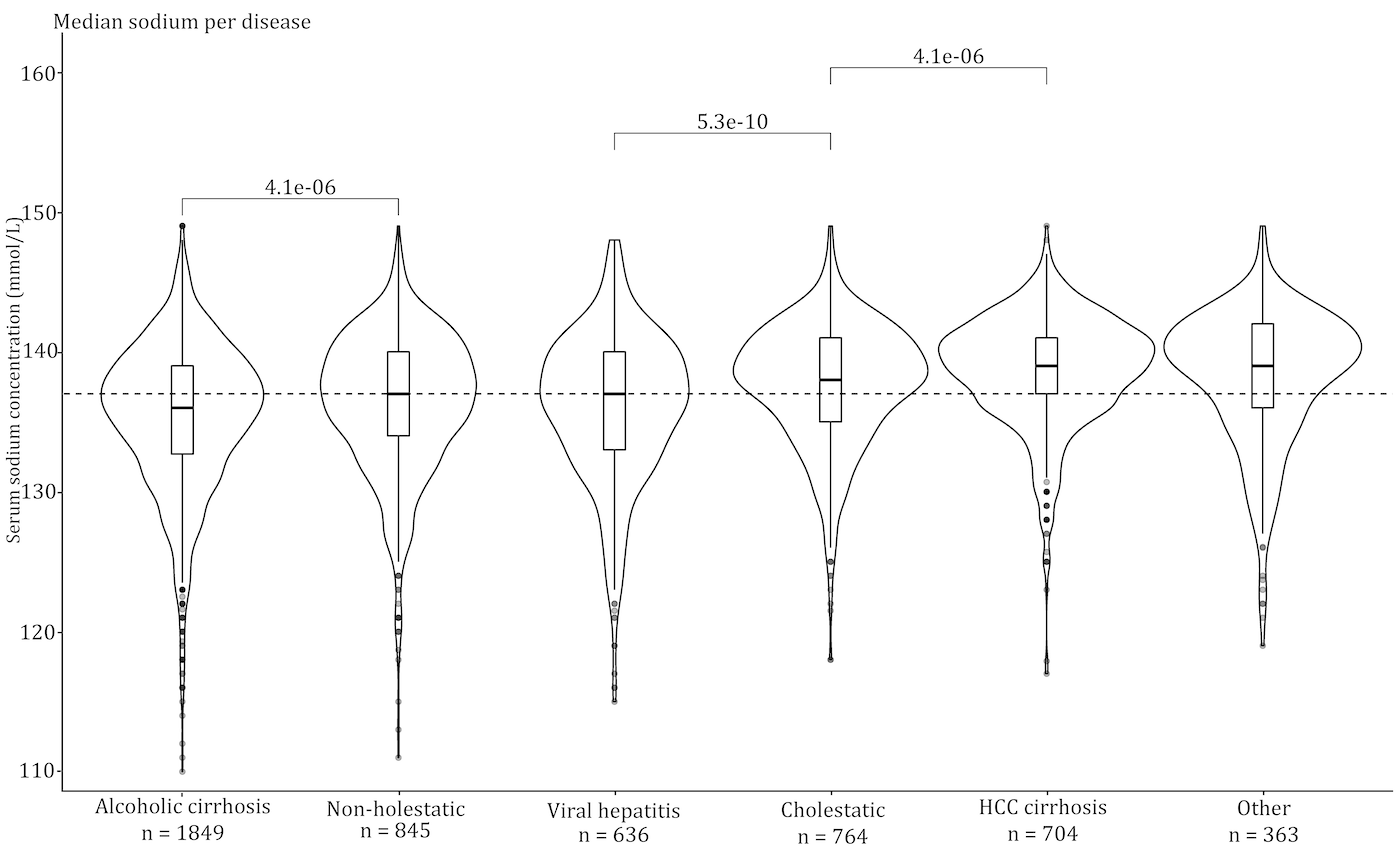 Median sodium per disease
160
150
140
130
120
110
Serum sodium concentration (mmol/L)
4.1e-06
5.3e-10
4.1e-06
Alcoholic cirrhosis
n = 1849
Non-holestatic
n = 845
Viral hepatitis
n = 636
Cholestatic
n = 764
HCC cirrhosis
n = 704
Other
n = 363